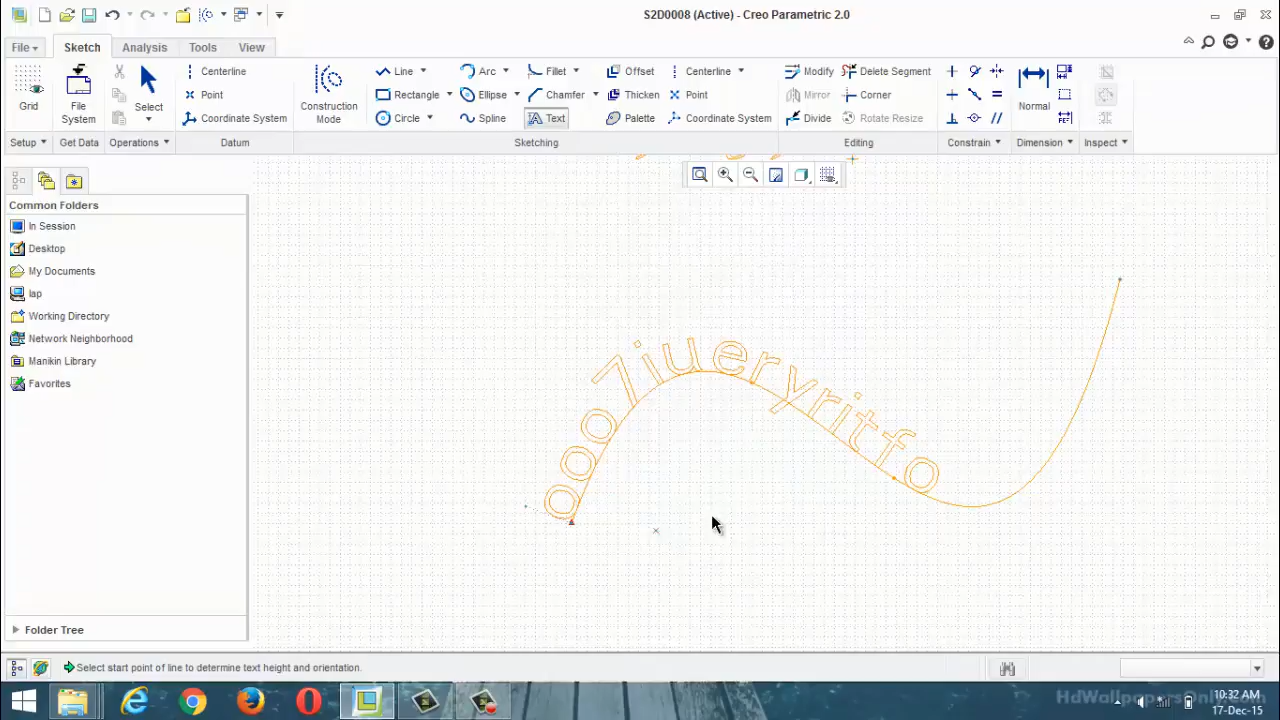 S2D0008 (Active) - Creo Parametric 2.0
File Sketch Analysis Tools View
Grid
File System
Select
Centerline
Point
Coordinate System
Construction Mode
Line Arc Fillet Offset Centerline
Rectangle Ellipse Chamfer Thicken Point
Circle Spline Text Palette Coordinate System
Modify Delete Segment
Mirror Corner
Divide Rotate Resize
Normal
Setup Get Data Operations Datum Sketching Editing Constrain Dimension Inspect
Common Folders
In Session
Desktop
My Documents
lap
Working Directory
Network Neighborhood
Manikin Library
Favorites
ooo7iueryritfo
Folder Tree
Select start point of line to determine text height and orientation.
HdWallpapersOnly.com
10:32 AM
17-Dec-15